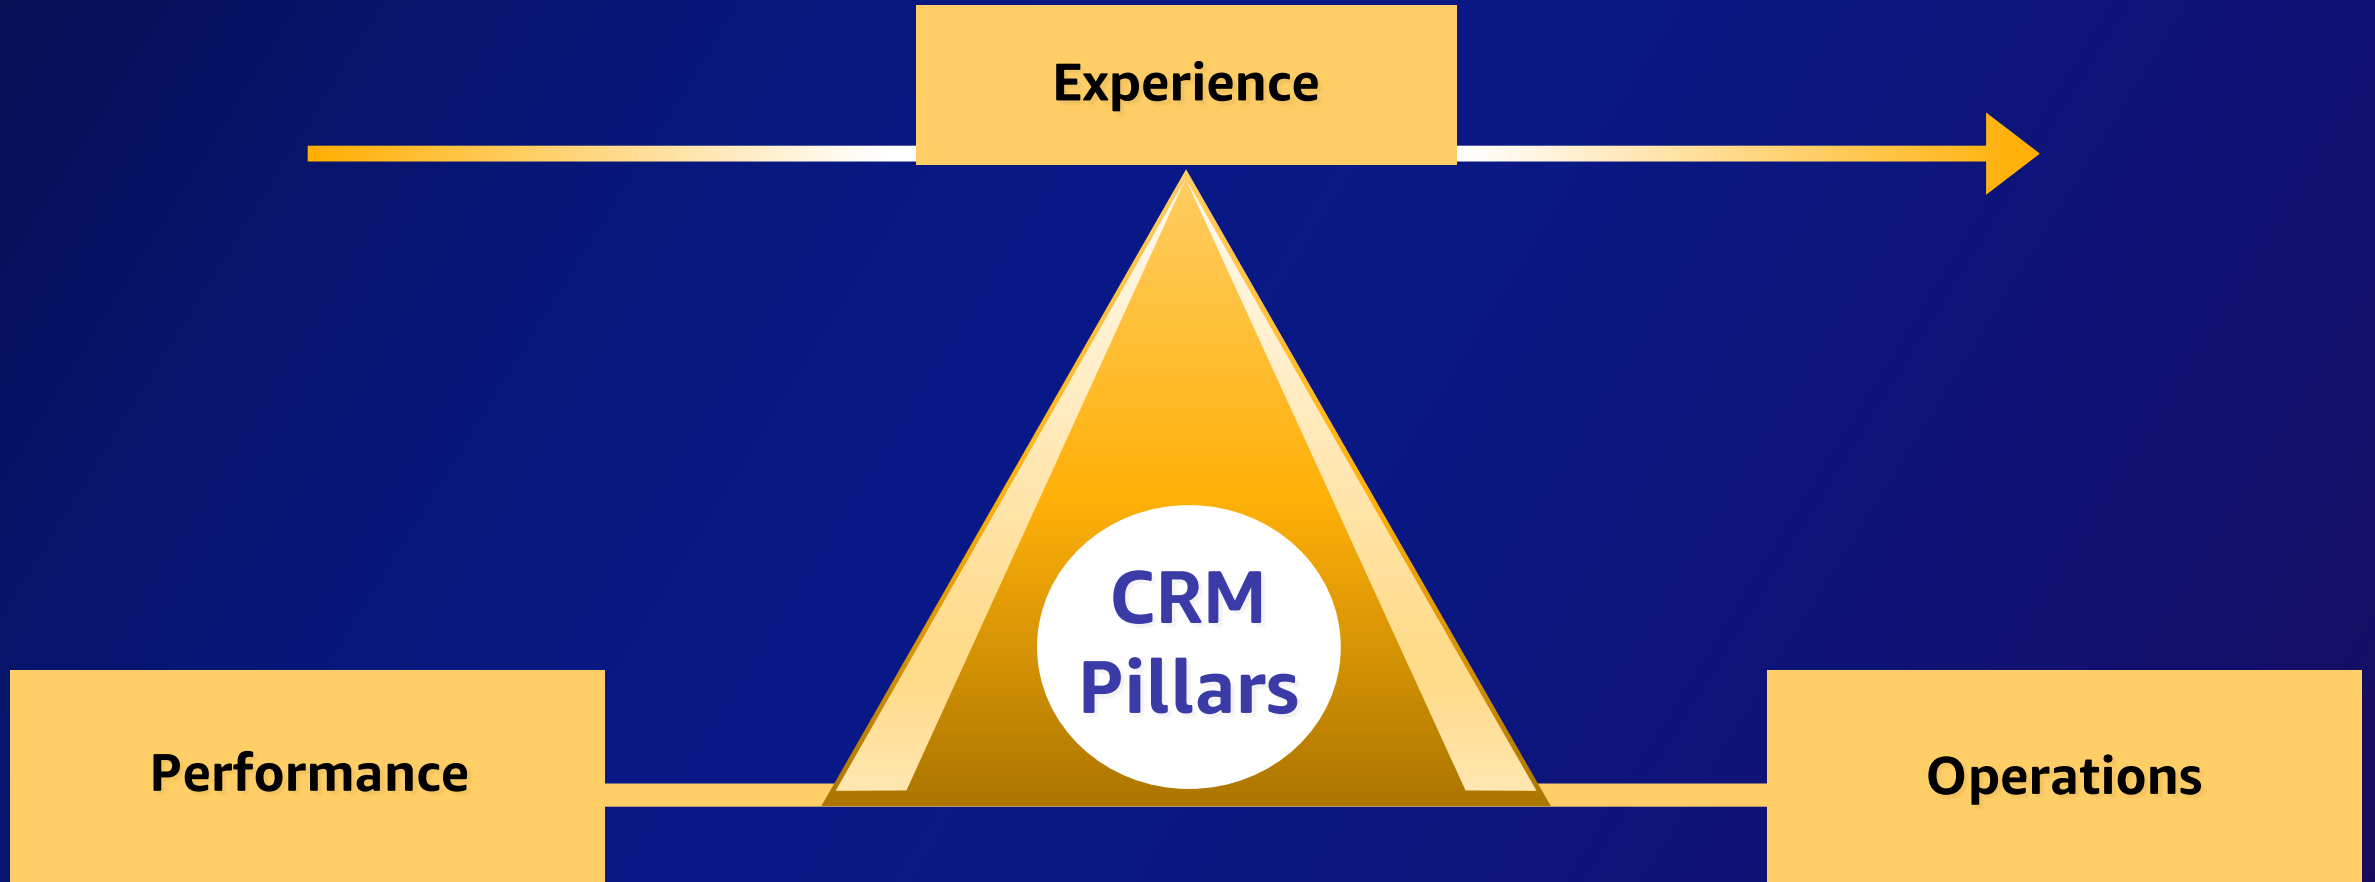 Experience
CRM
Pillars
Performance
Operations